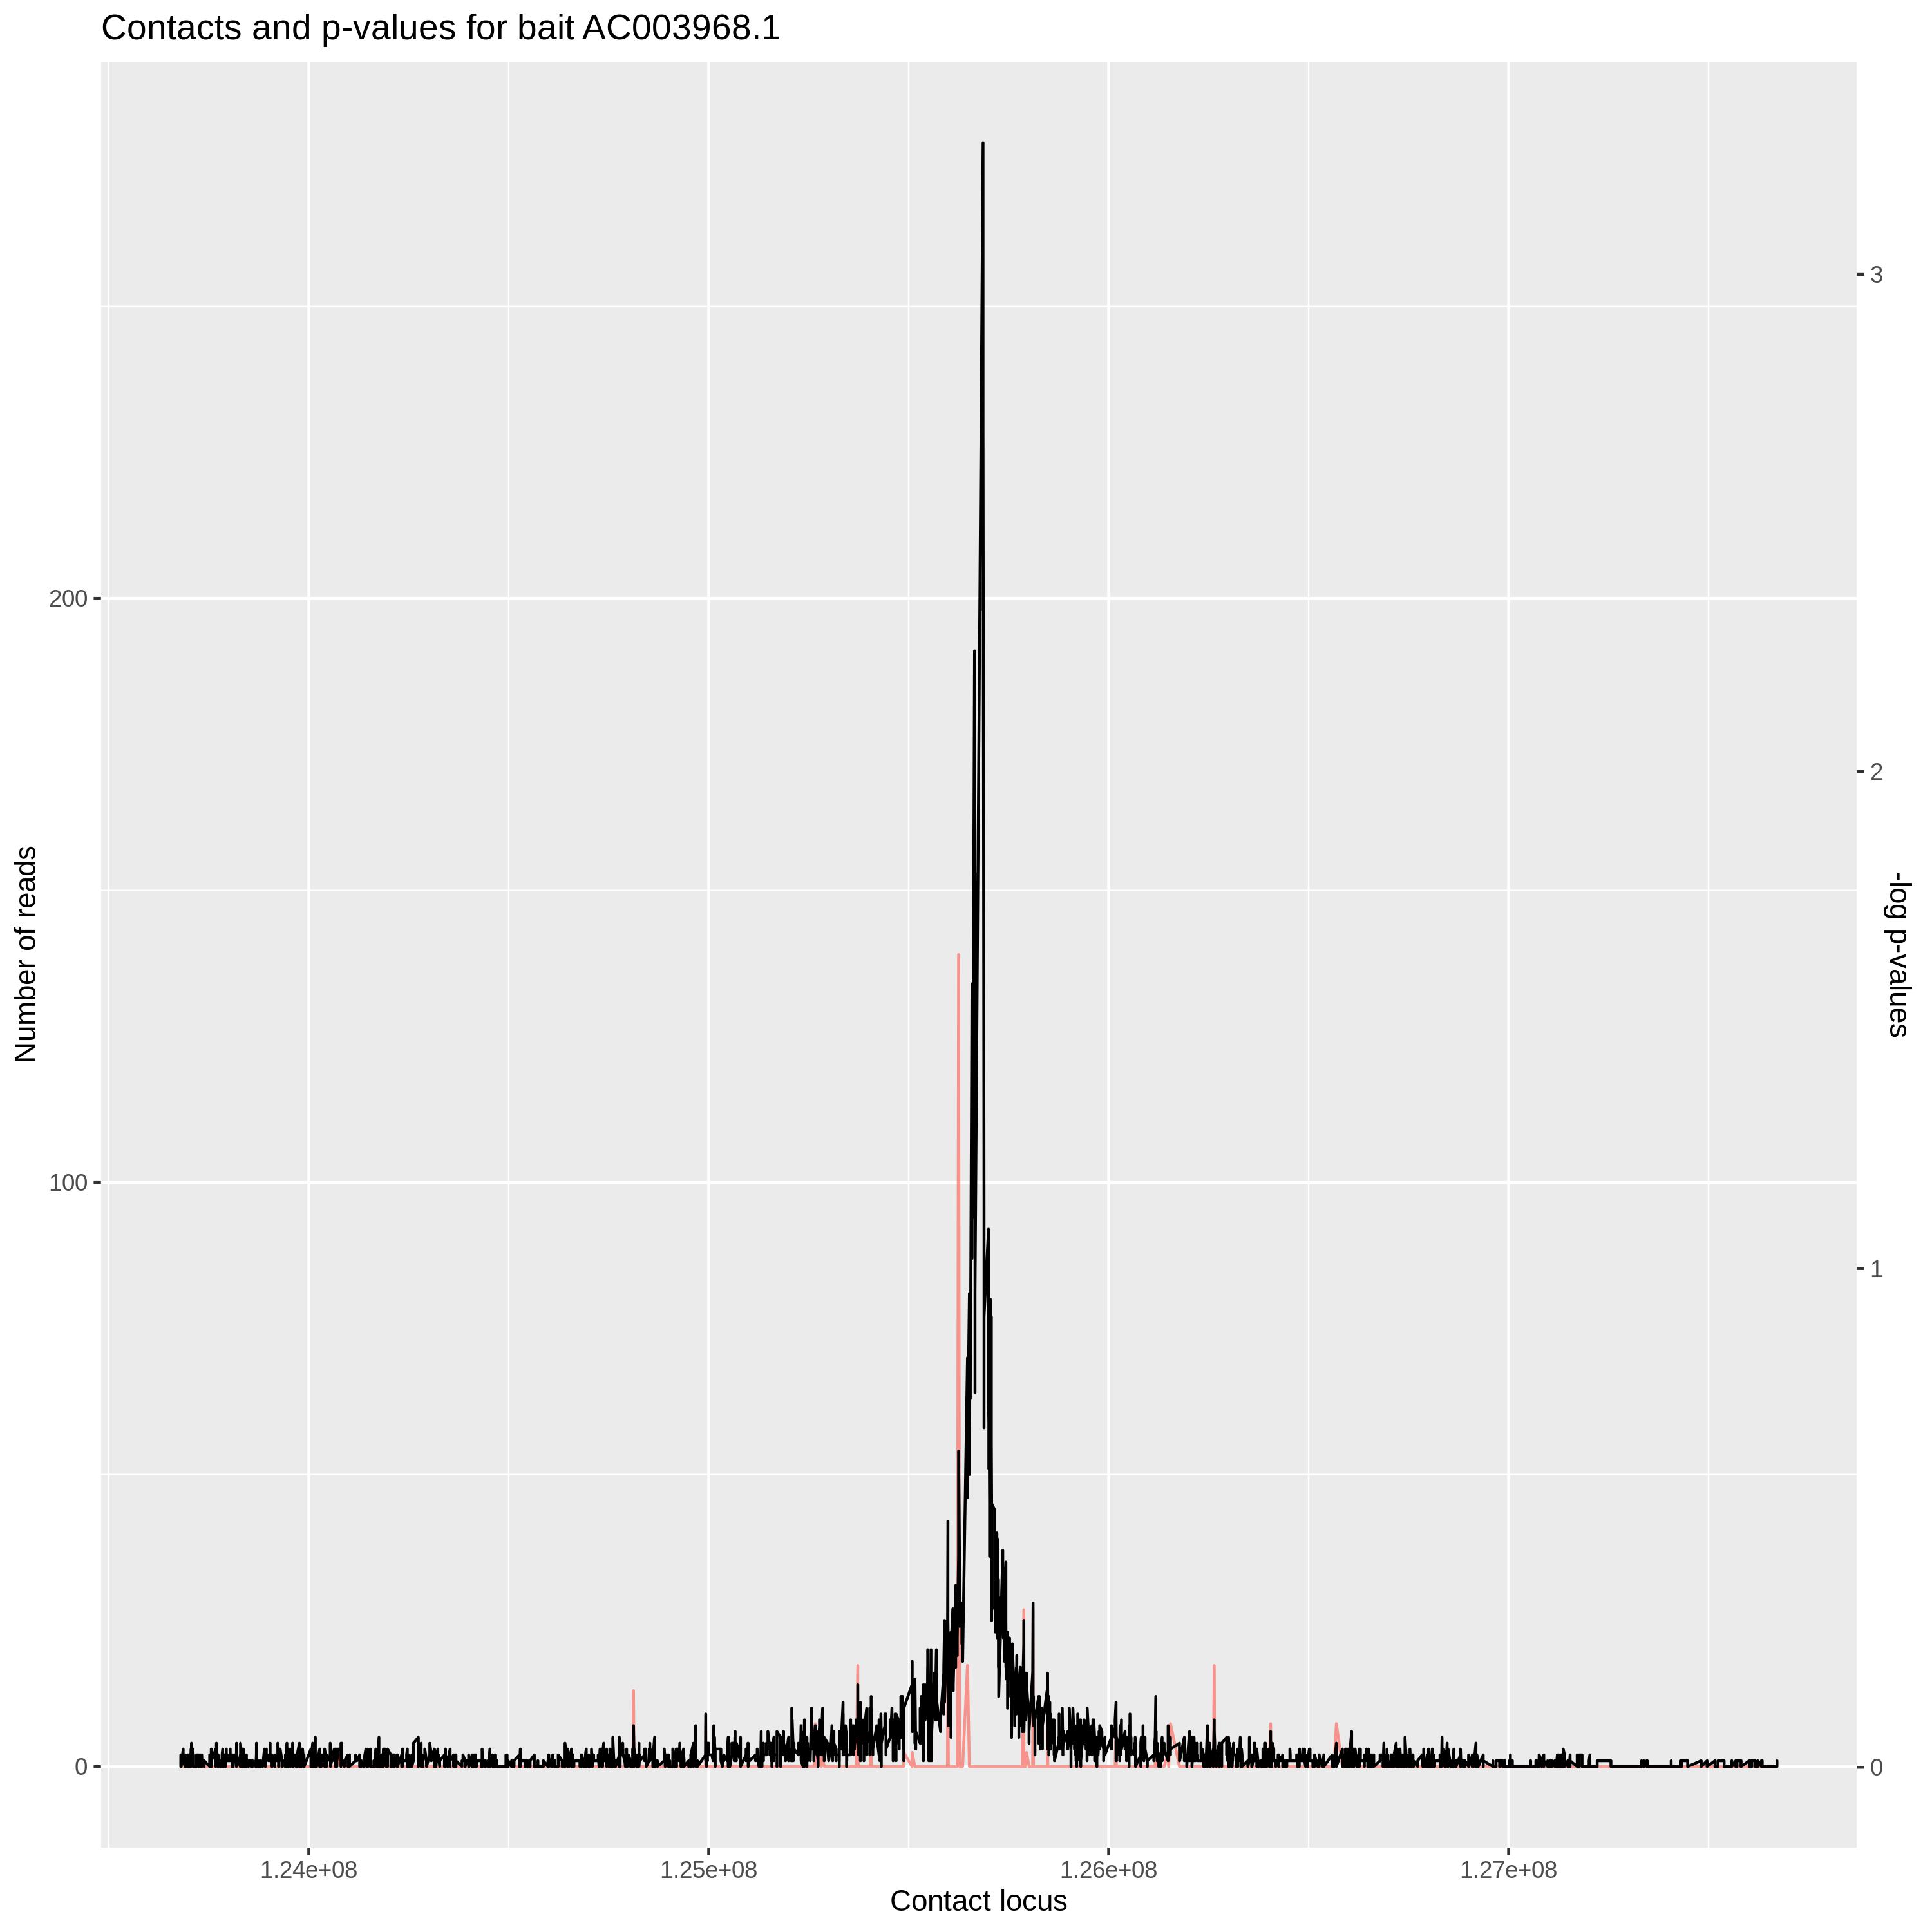 Contacts and p-values for bait AC003968.1
Number of reads
200
100
0
3
2
1
0
-log p-values
1.24e+08
1.25e+08
1.26e+08
1.27e+08
Contact locus